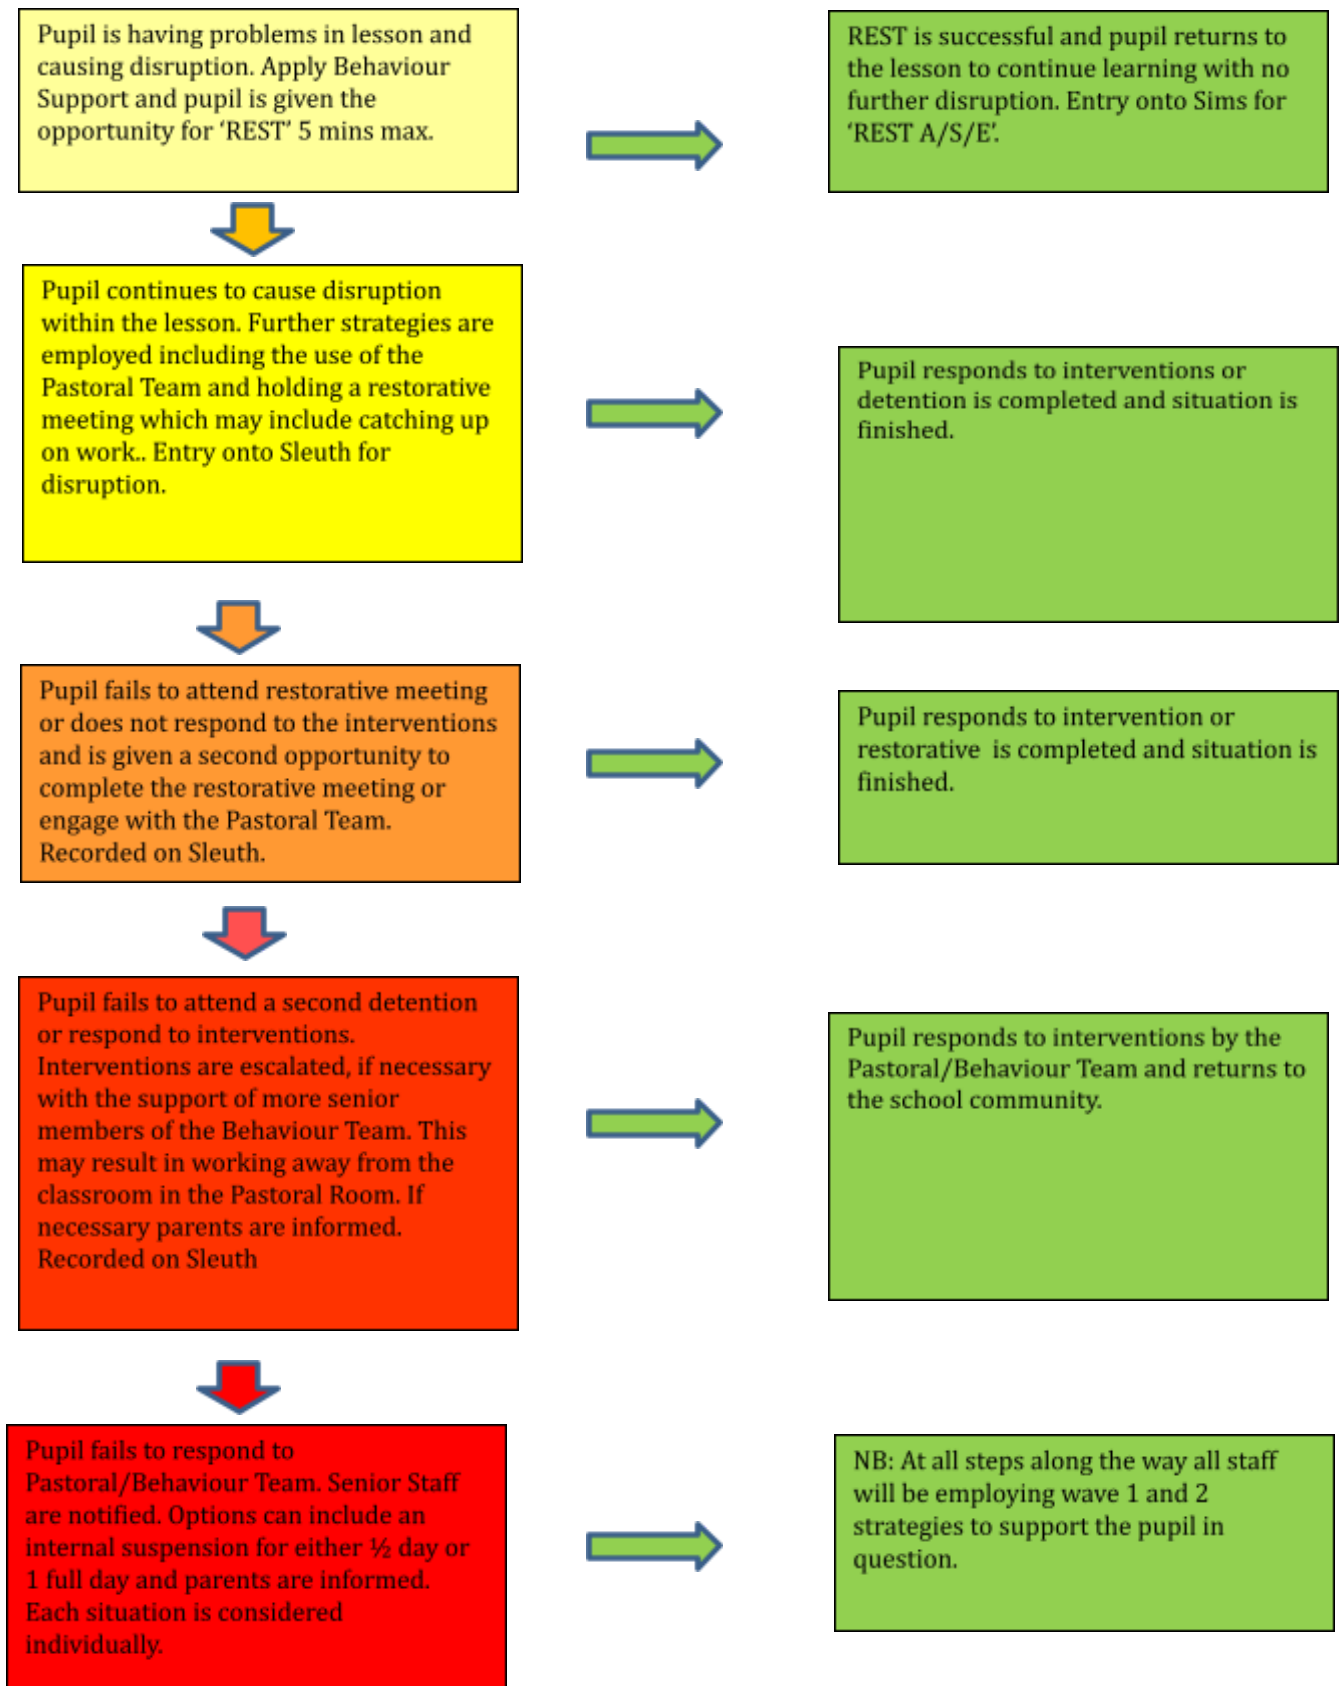 Pupil is having problems in lesson and
causing disruption. Apply Behaviour
Support and pupil is given the
opportunity for ‘REST’ 5 mins max.
REST is successful and pupil returns to
the lesson to continue learning with no
further disruption. Entry onto Sims for
‘REST A/S/E’.
Pupil continues to cause disruption
within the lesson. Further strategies are
employed including the use of the
Pastoral Team and holding a restorative
meeting which may include catching up
on work.. Entry onto Sleuth for
disruption.
Pupil responds to interventions or
detention is completed and situation is
finished.
Pupil fails to attend restorative meeting
or does not respond to the interventions
and is given a second opportunity to
complete the restorative meeting or
engage with the Pastoral Team.
Recorded on Sleuth.
Pupil responds to intervention or
restorative  is completed and situation is
finished.
Pupil fails to attend a second detention
or respond to interventions.
Interventions are escalated, if necessary
with the support of more senior
members of the Behaviour Team. This
may result in working away from the
classroom in the Pastoral Room. If
necessary parents are informed.
Recorded on Sleuth
Pupil responds to interventions by the
Pastoral/Behaviour Team and returns to
the school community.
Pupil fails to respond to
Pastoral/Behaviour Team. Senior Staff
are notified. Options can include an
internal suspension for either ½ day or
1 full day and parents are informed.
Each situation is considered
individually.
NB: At all steps along the way all staff
will be employing wave 1 and 2
strategies to support the pupil in
question.